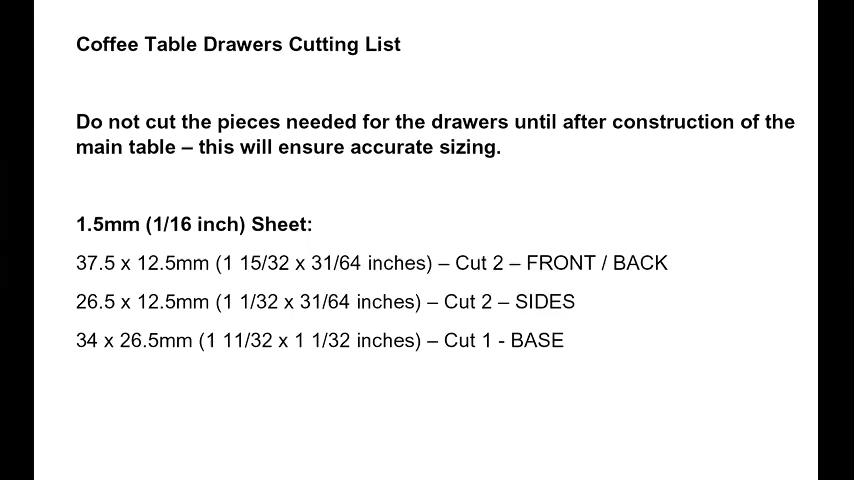 Coffee Table Drawers Cutting List
Do not cut the pieces needed for the drawers until after construction of the
main table – this will ensure accurate sizing.
1.5mm (1/16 inch) Sheet:
37.5 x 12.5mm (1 15/32 x 31/64 inches) – Cut 2 – FRONT / BACK
26.5 x 12.5mm (1 1/32 x 31/64 inches) – Cut 2 – SIDES
34 x 26.5mm (1 11/32 x 1 1/32 inches) – Cut 1 - BASE